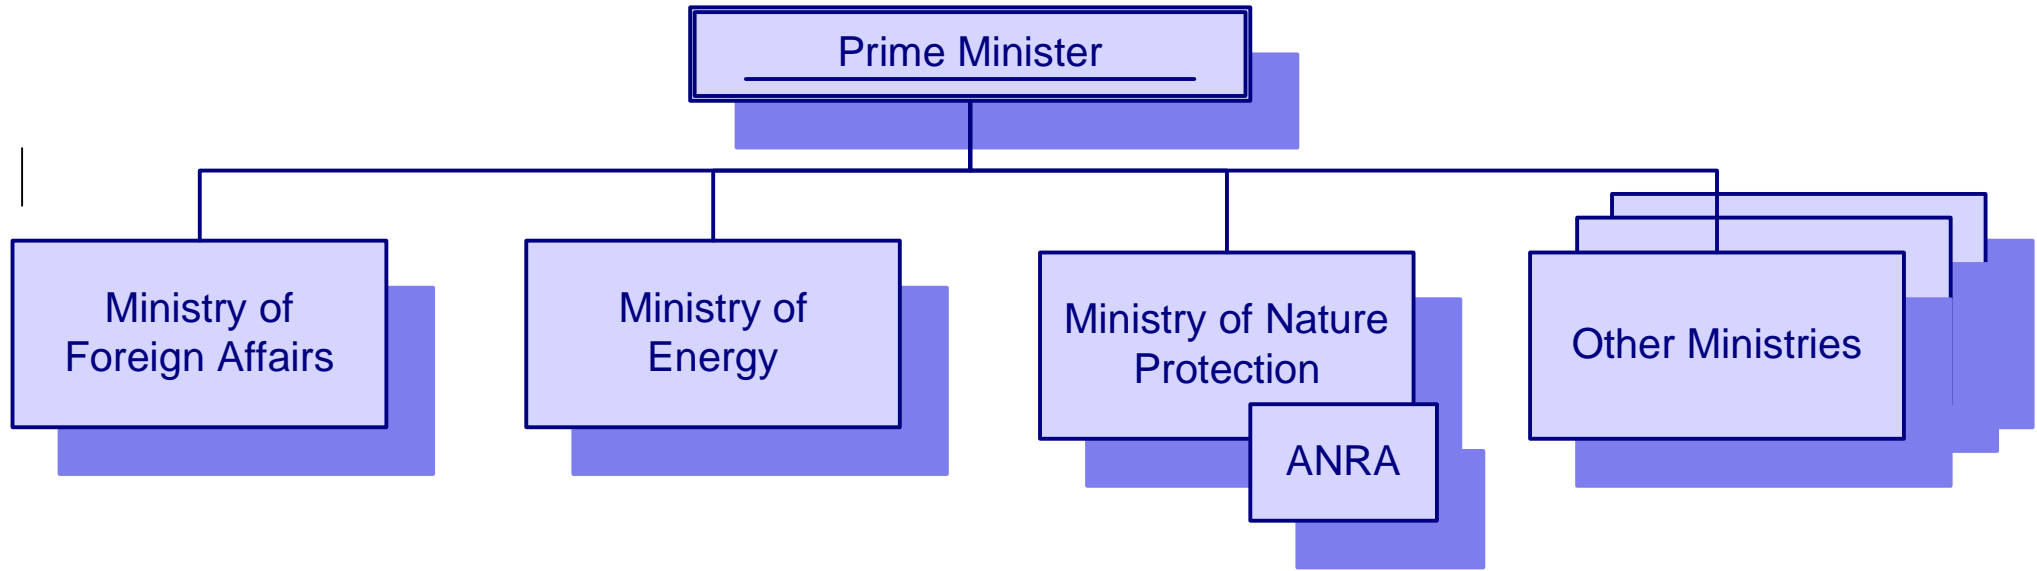 Prime Minister
Ministry of
Foreign Affairs
Ministry of
Energy
Ministry of Nature
Protection
ANRA
Other Ministries